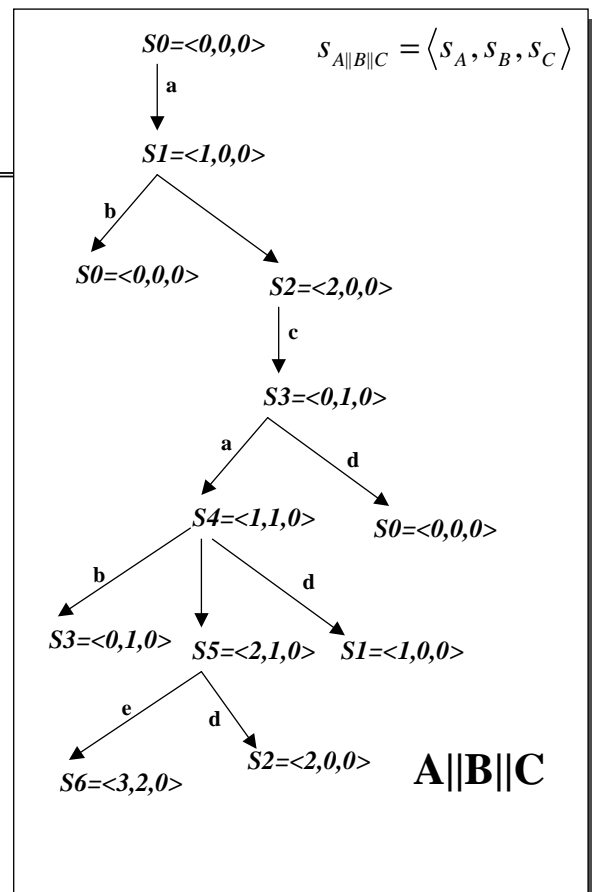 S0=<0,0,0>
s_{A||B||C} = ⟨s_A, s_B, s_C⟩
a
S1=<1,0,0>
b
S0=<0,0,0>
S2=<2,0,0>
c
S3=<0,1,0>
a
d
S4=<1,1,0>
S0=<0,0,0>
b
d
S3=<0,1,0>
S5=<2,1,0>
S1=<1,0,0>
e
d
S6=<3,2,0>
S2=<2,0,0>
A||B||C